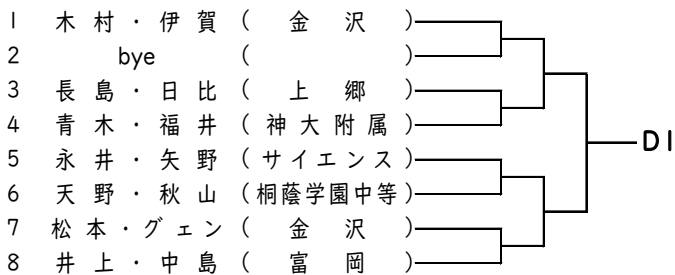 1 木村・伊賀 ( 金沢 )
2 bye ( )
3 長島・日比 ( 上郷 )
4 青木・福井 ( 神大附属 )
D1
5 永井・矢野 ( サイエンス )
6 天野・秋山 ( 桐蔭学園中等 )
7 松本・グェン ( 金沢 )
8 井上・中島 ( 富岡 )